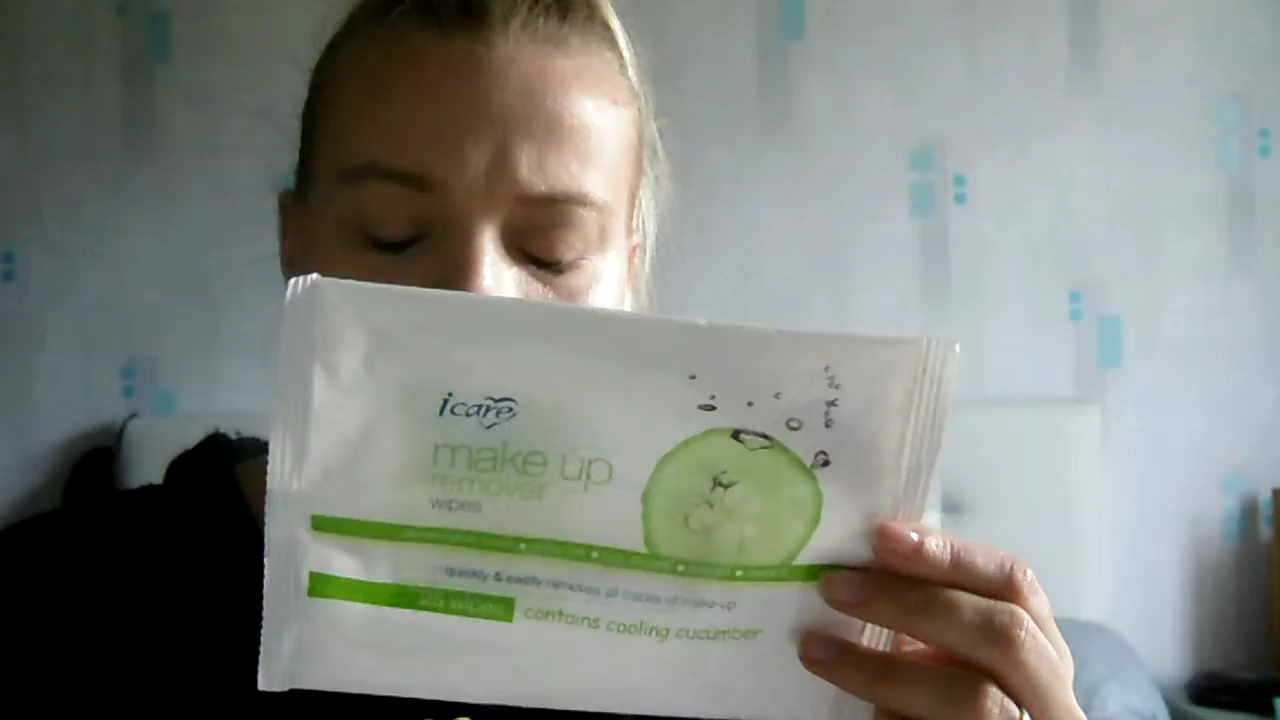 icare
make up
remover
wipes
quickly & easily removes all traces of make-up
25 wipes
contains cooling cucumber